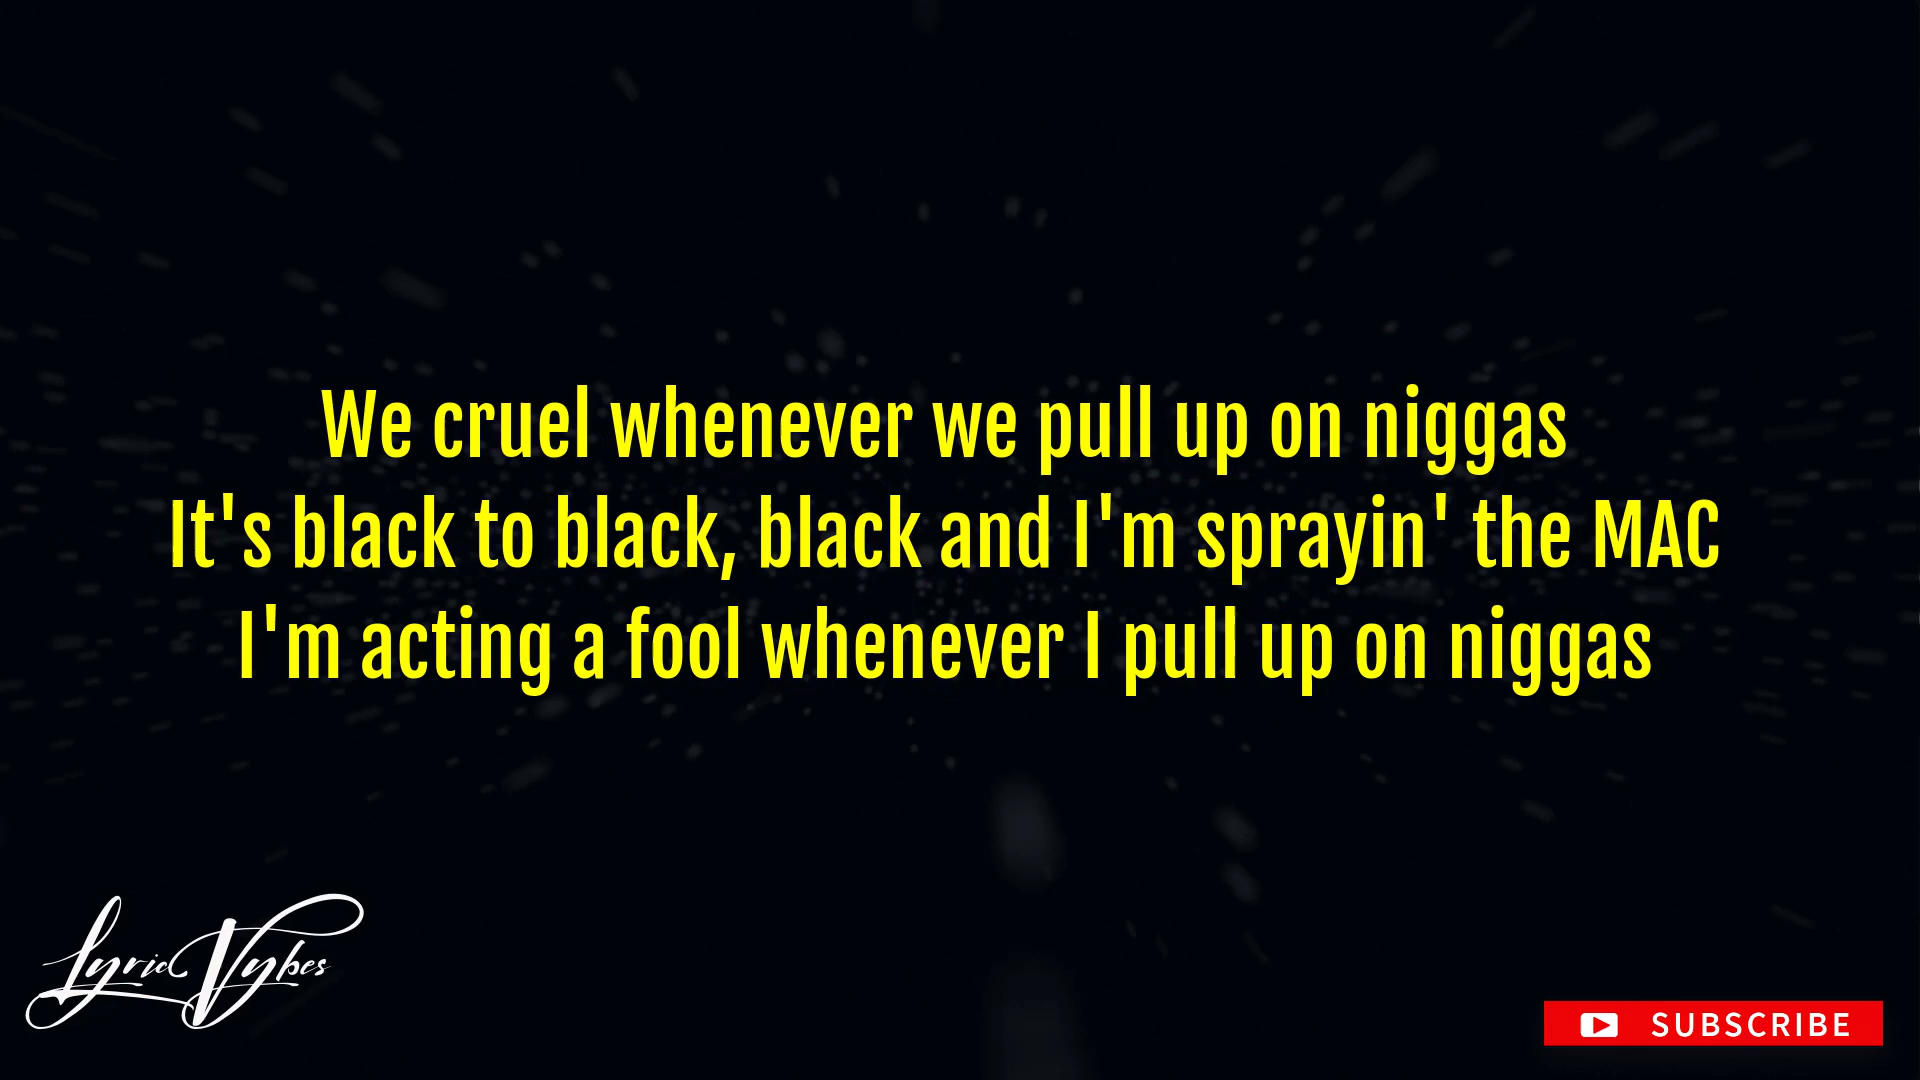 We cruel whenever we pull up on niggas
It's black to black, black and I'm sprayin' the MAC
I'm acting a fool whenever I pull up on niggas
Lyric Vybes
SUBSCRIBE